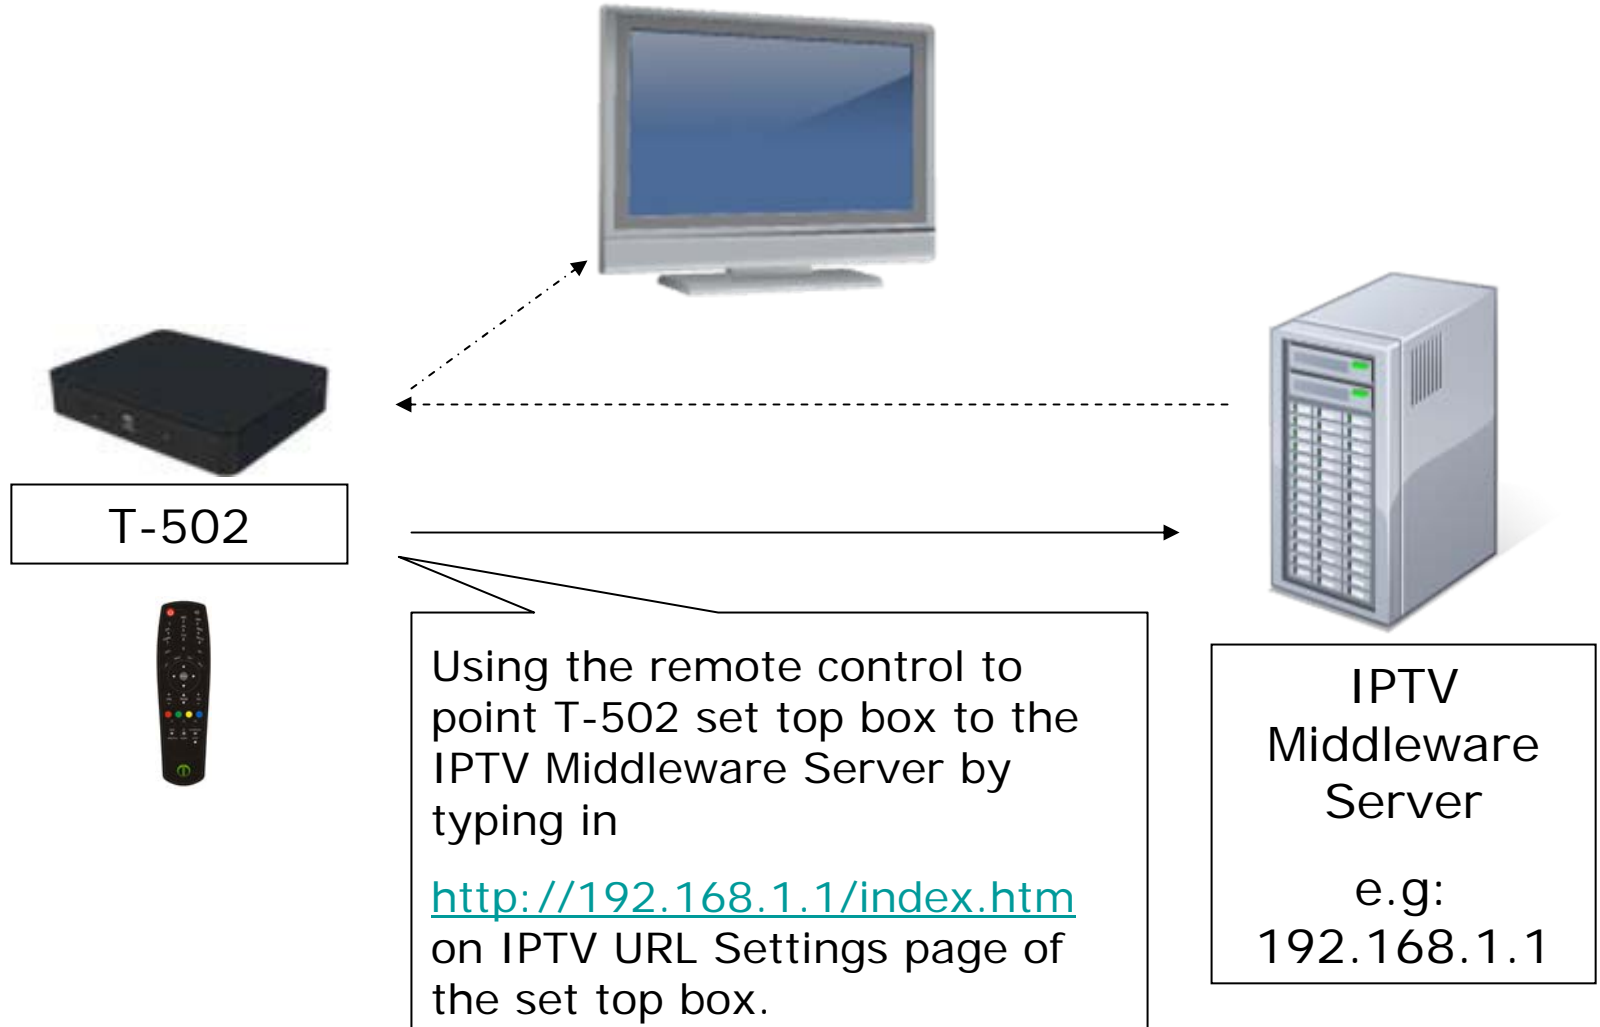 T-502
Using the remote control to
point T-502 set top box to the
IPTV Middleware Server by
typing in
http://192.168.1.1/index.htm
on IPTV URL Settings page of
the set top box.
IPTV
Middleware
Server
e.g:
192.168.1.1